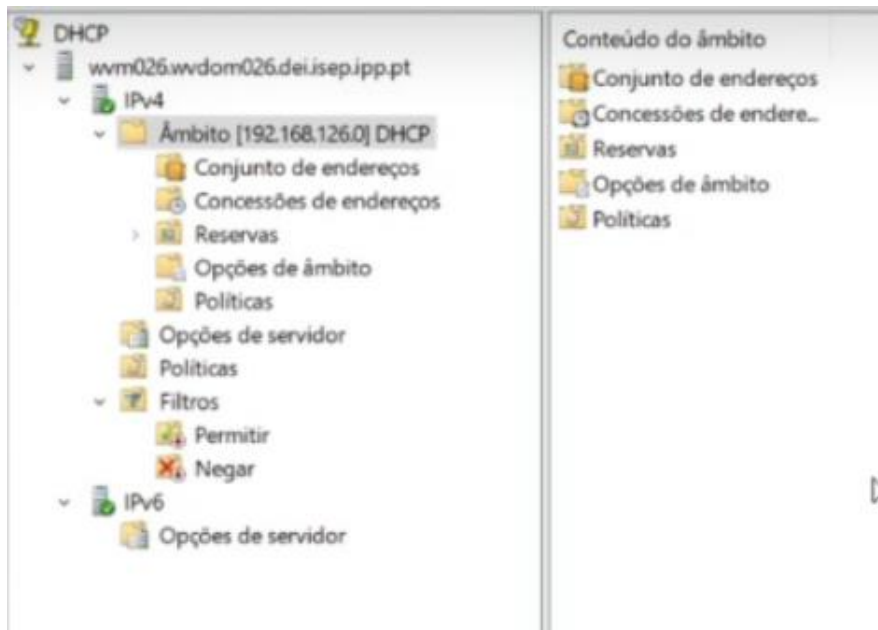 DHCP
wvm026.wvdom026.dei.isep.ipp.pt
IPv4
Âmbito [192.168.126.0] DHCP
Conjunto de endereços
Concessões de endereços
Reservas
Opções de âmbito
Políticas
Opções de servidor
Políticas
Filtros
Permitir
Negar
IPv6
Opções de servidor
Conteúdo do âmbito
Conjunto de endereços
Concessões de endere...
Reservas
Opções de âmbito
Políticas